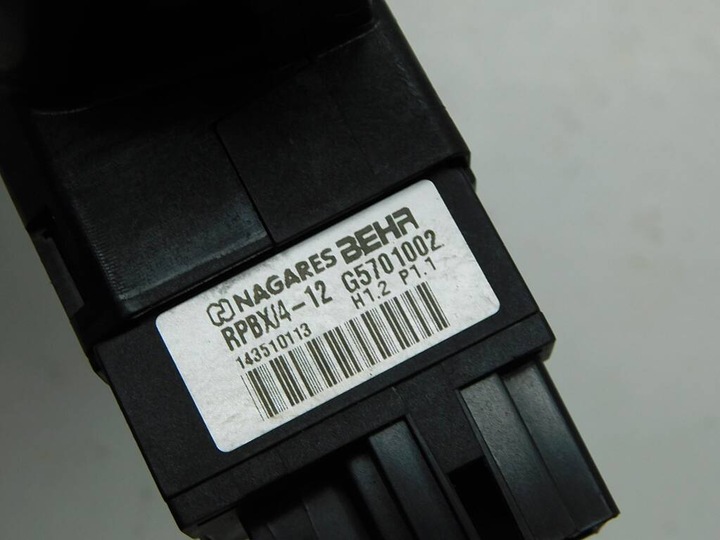 NAGARES BEHR
RPBX/4-12 G5701002
143510113 H1.2 P1.1